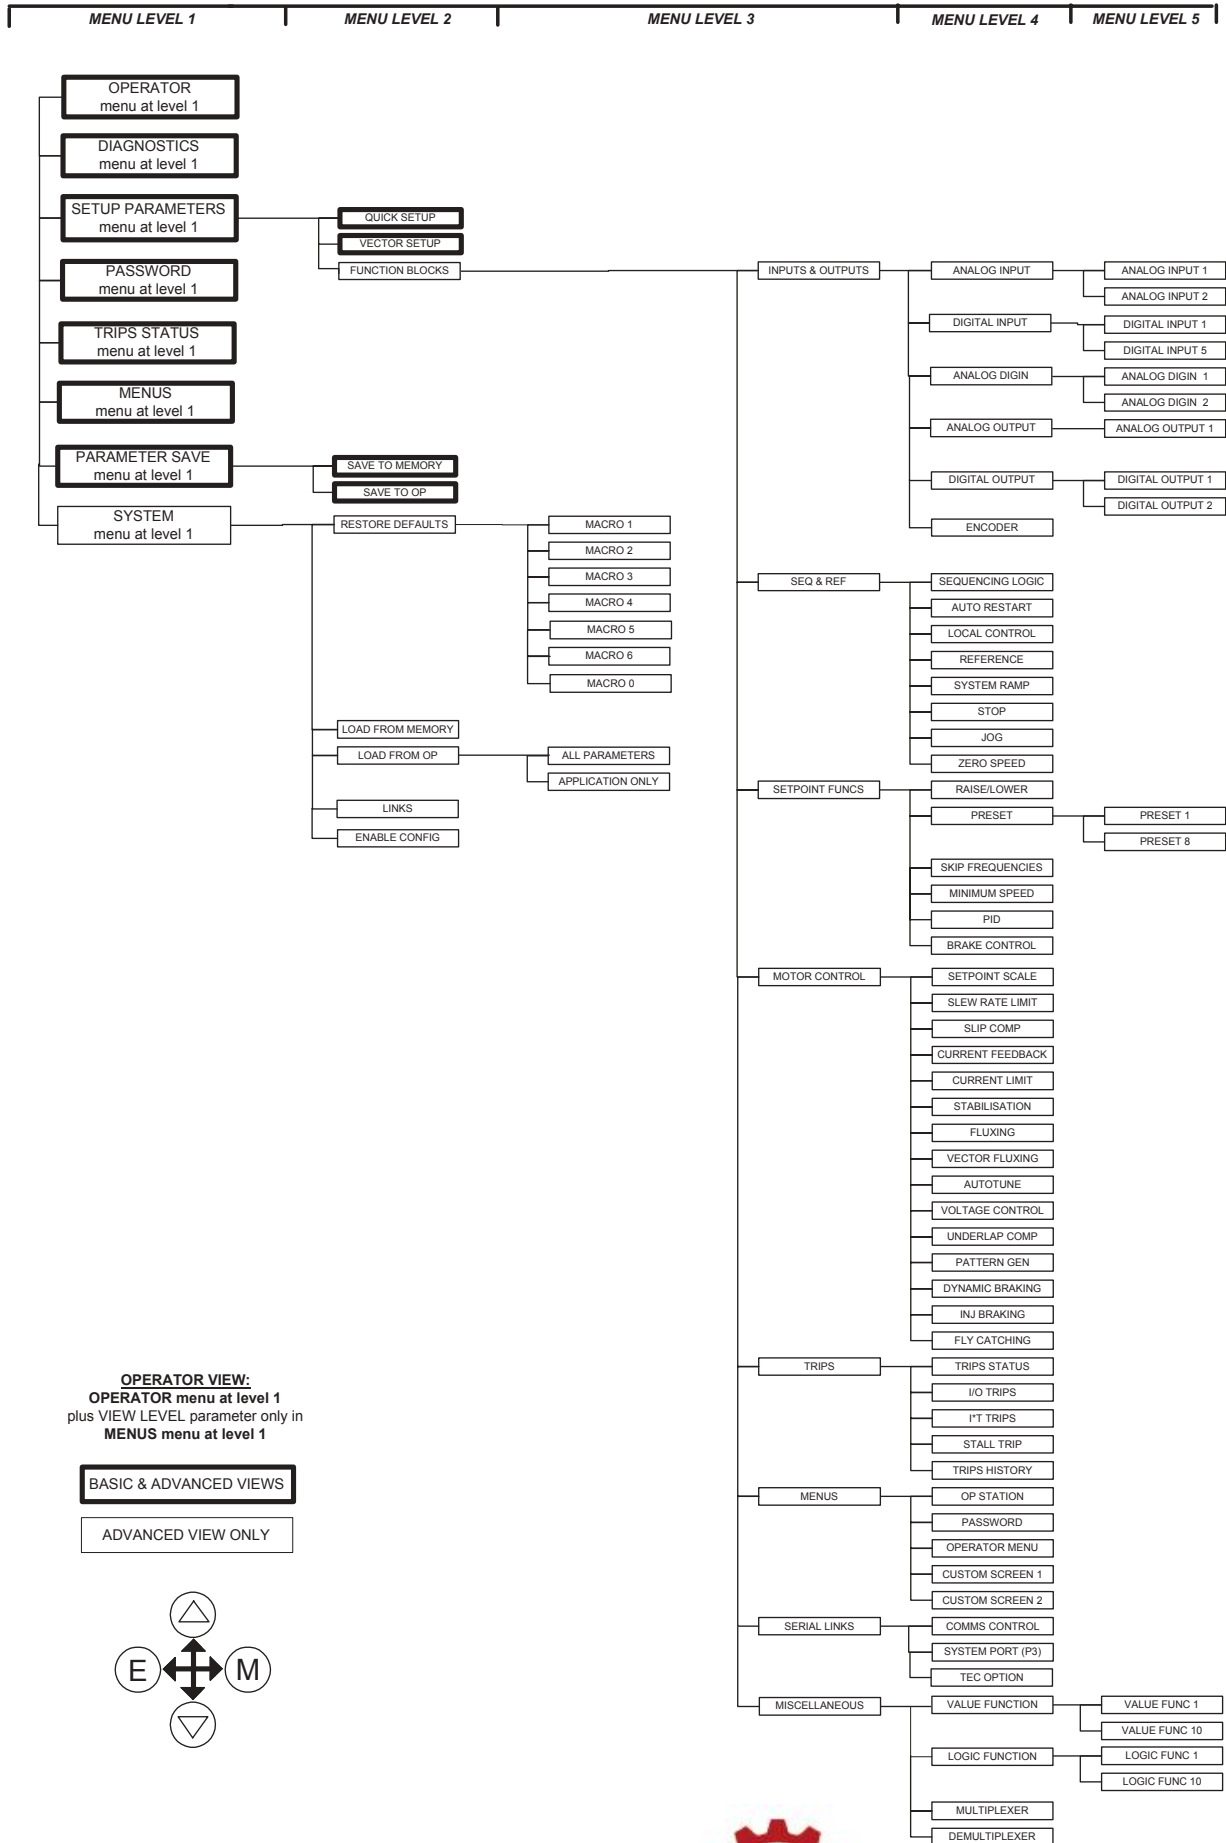 MENU LEVEL 1
MENU LEVEL 2
MENU LEVEL 3
MENU LEVEL 4
MENU LEVEL 5
OPERATOR
menu at level 1
DIAGNOSTICS
menu at level 1
SETUP PARAMETERS
menu at level 1
PASSWORD
menu at level 1
TRIPS STATUS
menu at level 1
MENUS
menu at level 1
PARAMETER SAVE
menu at level 1
SYSTEM
menu at level 1
QUICK SETUP
VECTOR SETUP
FUNCTION BLOCKS
SAVE TO MEMORY
SAVE TO OP
RESTORE DEFAULTS
LOAD FROM MEMORY
LOAD FROM OP
LINKS
ENABLE CONFIG
MACRO 1
MACRO 2
MACRO 3
MACRO 4
MACRO 5
MACRO 6
MACRO 0
ALL PARAMETERS
APPLICATION ONLY
INPUTS & OUTPUTS
ANALOG INPUT
ANALOG INPUT 1
ANALOG INPUT 2
DIGITAL INPUT
DIGITAL INPUT 1
DIGITAL INPUT 5
ANALOG DIGIN
ANALOG DIGIN 1
ANALOG DIGIN 2
ANALOG OUTPUT
ANALOG OUTPUT 1
DIGITAL OUTPUT
DIGITAL OUTPUT 1
DIGITAL OUTPUT 2
ENCODER
SEQ & REF
SEQUENCING LOGIC
AUTO RESTART
LOCAL CONTROL
REFERENCE
SYSTEM RAMP
STOP
JOG
ZERO SPEED
SETPOINT FUNCS
RAISE/LOWER
PRESET
PRESET 1
PRESET 8
SKIP FREQUENCIES
MINIMUM SPEED
PID
BRAKE CONTROL
MOTOR CONTROL
SETPOINT SCALE
SLEW RATE LIMIT
SLIP COMP
CURRENT FEEDBACK
CURRENT LIMIT
STABILISATION
FLUXING
VECTOR FLUXING
AUTOTUNE
VOLTAGE CONTROL
UNDERLAP COMP
PATTERN GEN
DYNAMIC BRAKING
INJ BRAKING
FLY CATCHING
TRIPS
TRIPS STATUS
I/O TRIPS
I*T TRIPS
STALL TRIP
TRIPS HISTORY
MENUS
OP STATION
PASSWORD
OPERATOR MENU
CUSTOM SCREEN 1
CUSTOM SCREEN 2
SERIAL LINKS
COMMS CONTROL
SYSTEM PORT (P3)
TEC OPTION
MISCELLANEOUS
VALUE FUNCTION
VALUE FUNC 1
VALUE FUNC 10
LOGIC FUNCTION
LOGIC FUNC 1
LOGIC FUNC 10
MULTIPLEXER
DEMULTIPLEXER
OPERATOR VIEW:
OPERATOR menu at level 1
plus VIEW LEVEL parameter only in
MENUS menu at level 1
BASIC & ADVANCED VIEWS
ADVANCED VIEW ONLY
E
M